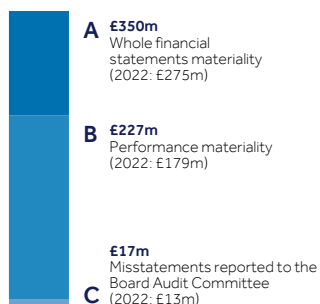 A £350m
Whole financial
statements materiality
(2022: £275m)
B £227m
Performance materiality
(2022: £179m)
£17m
Misstatements reported to the
Board Audit Committee
C (2022: £13m)